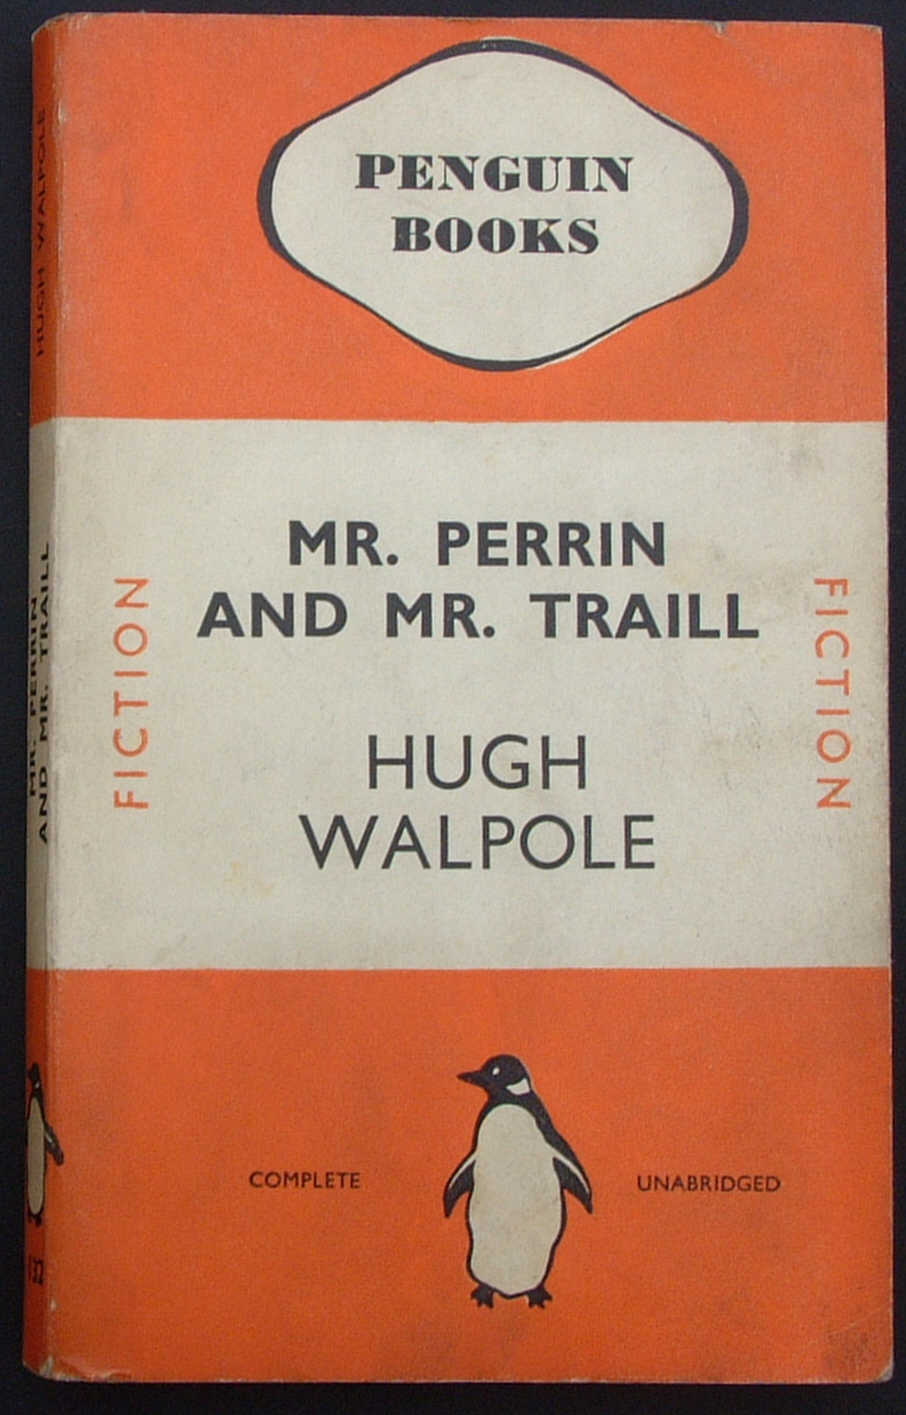 PENGUIN
BOOKS
MR. PERRIN
AND MR. TRAILL
HUGH
WALPOLE
FICTION
FICTION
COMPLETE
UNABRIDGED
HUGH WALPOLE
MR. PERRIN
AND MR. TRAILL